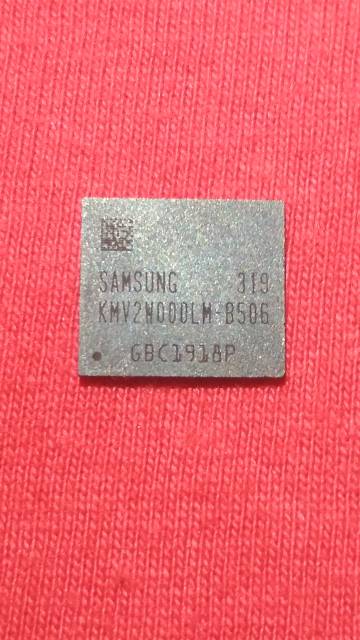 SAMSUNG 319
KMV2W000LM-B506
GBC1918P